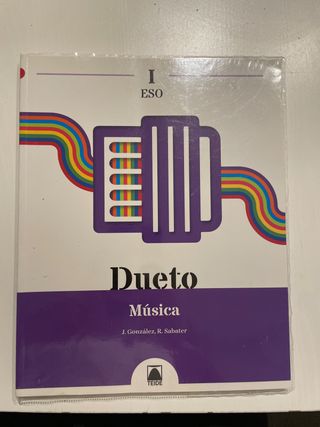 I
ESO
Dueto
Música
J. González, R. Sabater
TEIDE